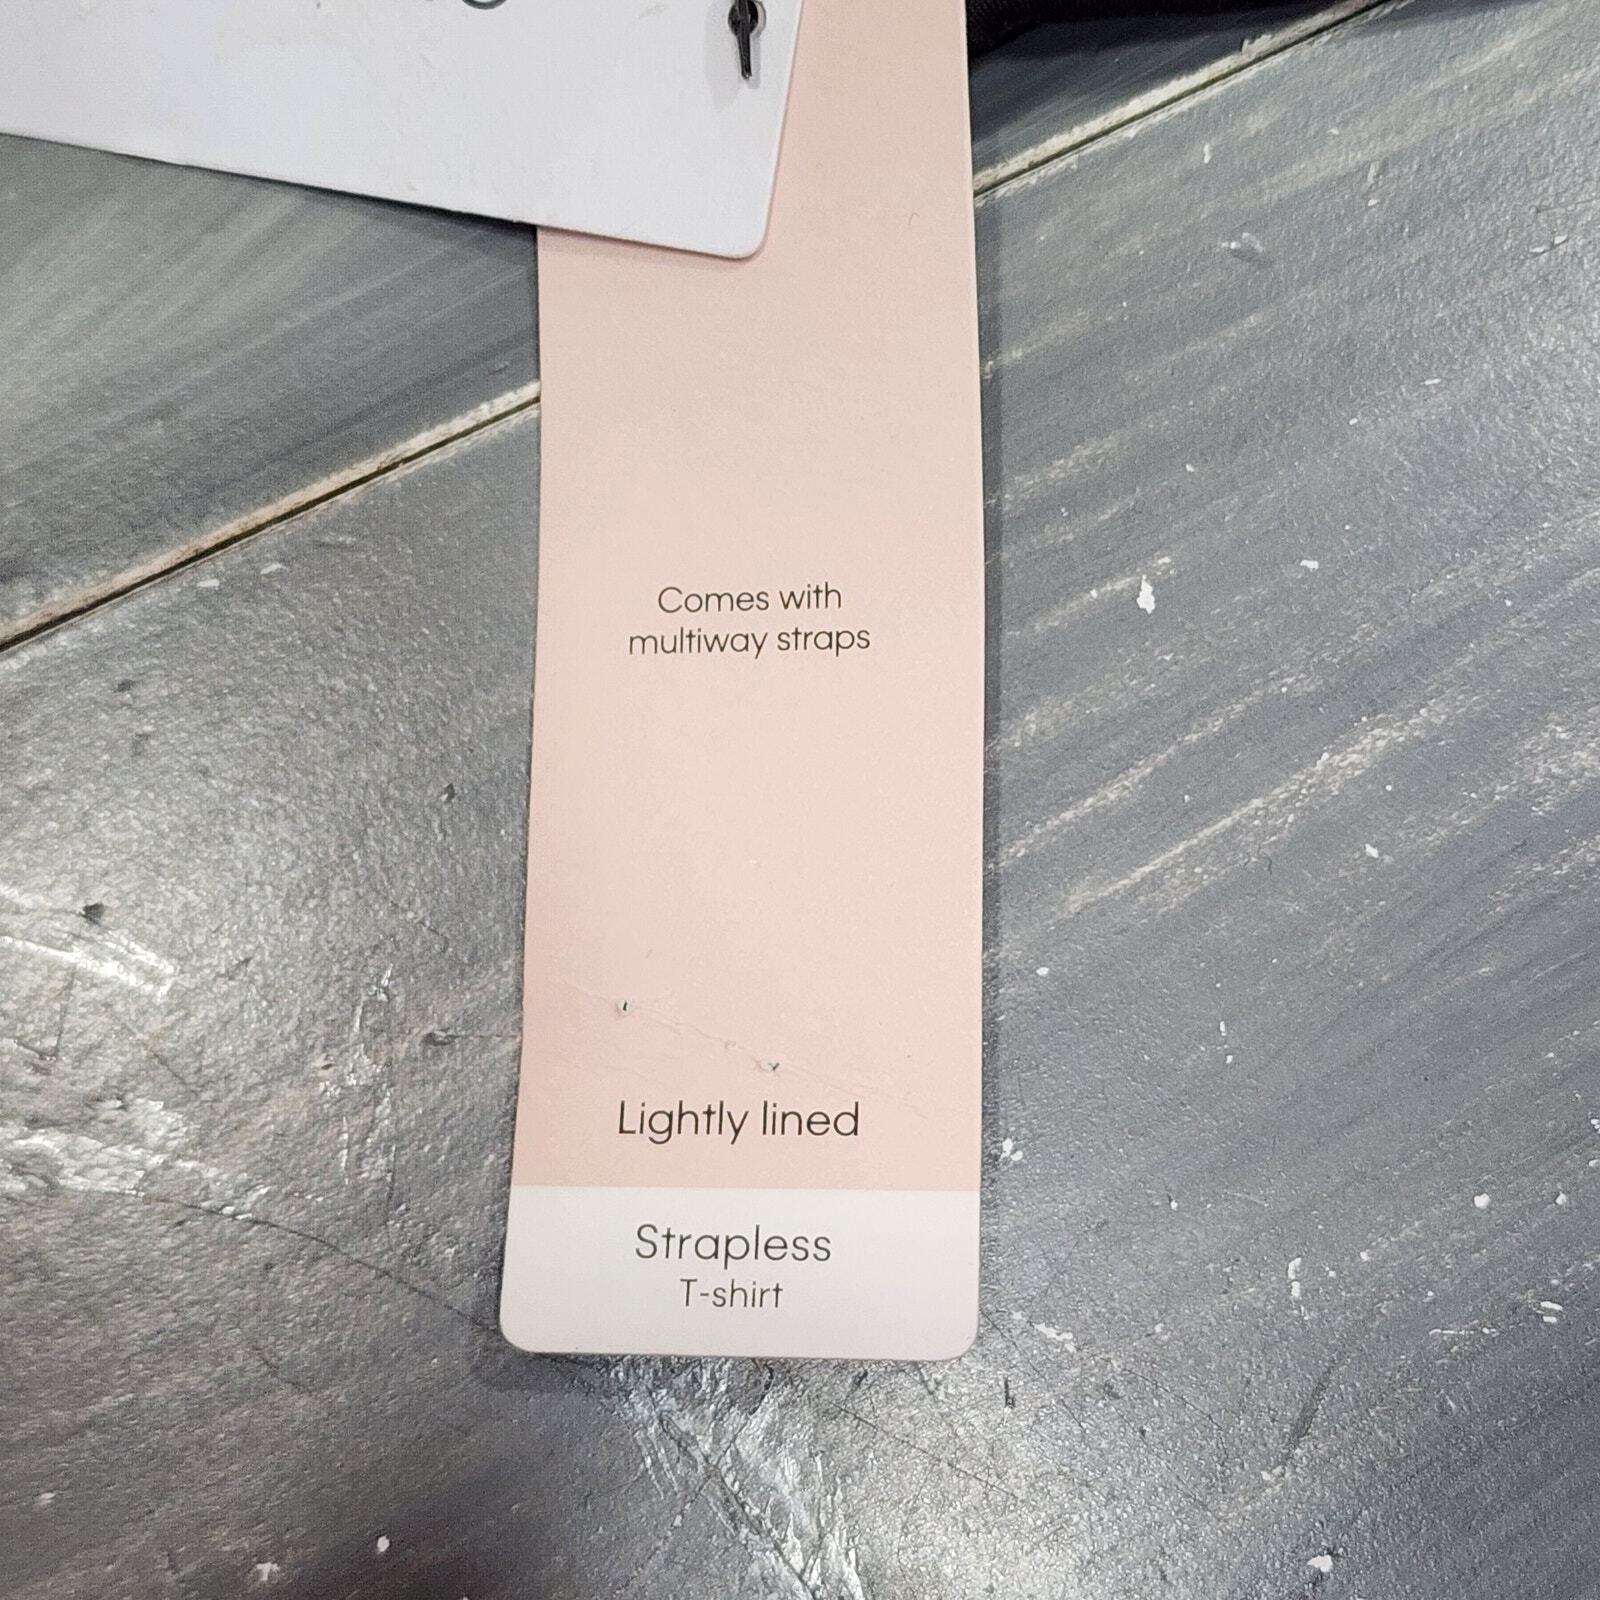 Comes with
multiway straps
Lightly lined
Strapless
T-shirt